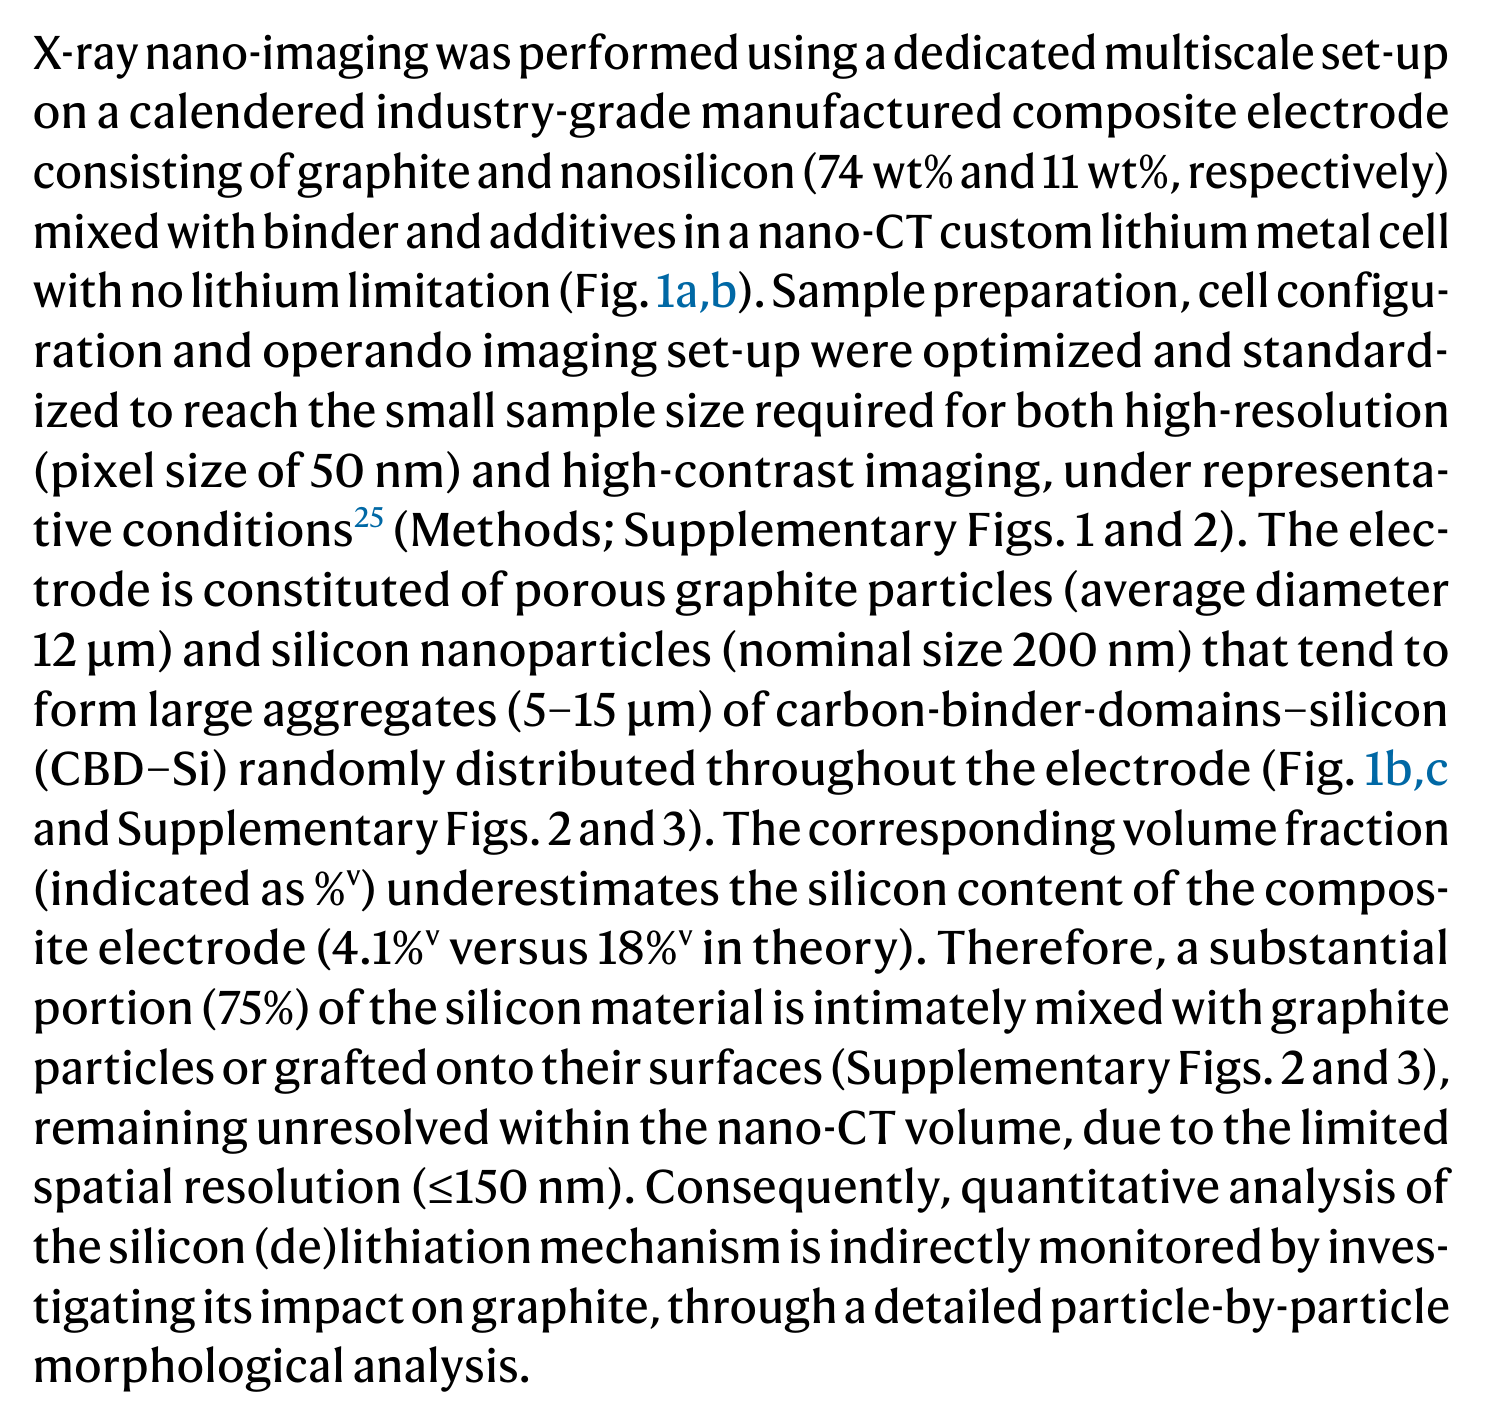 X-ray nano-imaging was performed using a dedicated multiscale set-up
on a calendered industry-grade manufactured composite electrode
consisting of graphite and nanosilicon (74 wt% and 11 wt%, respectively)
mixed with binder and additives in a nano-CT custom lithium metal cell
with no lithium limitation (Fig. 1a,b). Sample preparation, cell configu-
ration and operando imaging set-up were optimized and standard-
ized to reach the small sample size required for both high-resolution
(pixel size of 50 nm) and high-contrast imaging, under representa-
tive conditions²⁵ (Methods; Supplementary Figs. 1 and 2). The elec-
trode is constituted of porous graphite particles (average diameter
12 μm) and silicon nanoparticles (nominal size 200 nm) that tend to
form large aggregates (5–15 μm) of carbon-binder-domains–silicon
(CBD–Si) randomly distributed throughout the electrode (Fig. 1b,c
and Supplementary Figs. 2 and 3). The corresponding volume fraction
(indicated as %ᵛ) underestimates the silicon content of the compos-
ite electrode (4.1%ᵛ versus 18%ᵛ in theory). Therefore, a substantial
portion (75%) of the silicon material is intimately mixed with graphite
particles or grafted onto their surfaces (Supplementary Figs. 2 and 3),
remaining unresolved within the nano-CT volume, due to the limited
spatial resolution (≤150 nm). Consequently, quantitative analysis of
the silicon (de)lithiation mechanism is indirectly monitored by inves-
tigating its impact on graphite, through a detailed particle-by-particle
morphological analysis.